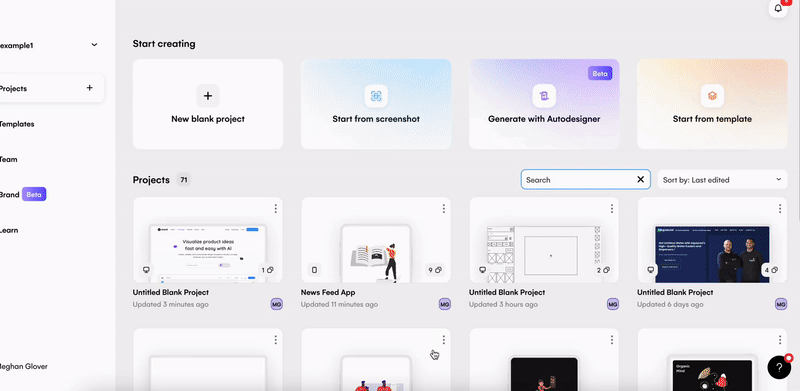 example1
Projects
Templates
Team
Brand Beta
Learn
Meghan Glover
Start creating
New blank project
Start from screenshot
Beta
Generate with Autodesigner
Start from template
Projects 71
Search
Sort by: Last edited
Visualize product ideas
fast and easy with AI
1
Untitled Blank Project
Updated 3 minutes ago
MG
9
News Feed App
Updated 11 minutes ago
MG
2
Untitled Blank Project
Updated 3 hours ago
MG
4
Untitled Blank Project
Updated 6 days ago
MG
Organic
Mind
?